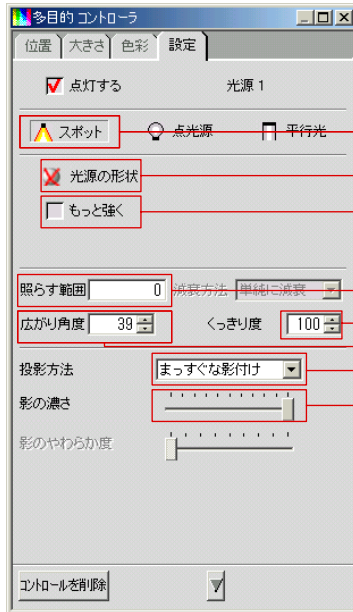 多目的 コントローラ
位置 大きさ 色彩 設定
点灯する 光源 1
スポット 点光源 平行光
光源の形状
もっと強く
照らす範囲 0 減衰方法 単純に減衰
広がり角度 39 くっきり度 100
投影方法 まっすぐな影付け
影の濃さ
影のやわらか度
コントロールを削除